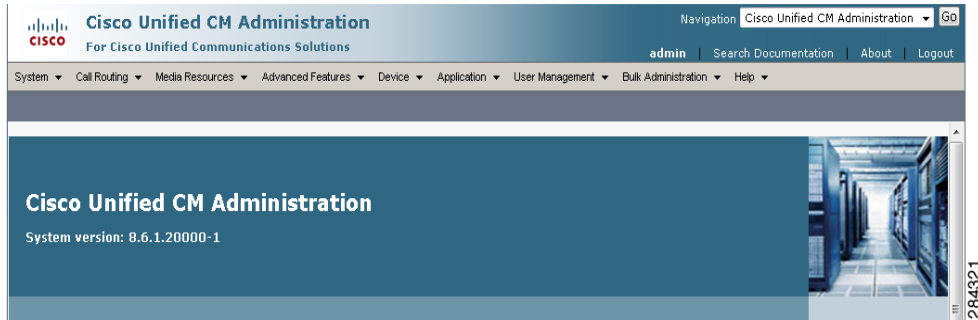 Cisco Unified CM Administration
For Cisco Unified Communications Solutions
CISCO
Navigation Cisco Unified CM Administration Go
admin | Search Documentation | About | Logout
System Call Routing Media Resources Advanced Features Device Application User Management Bulk Administration Help
Cisco Unified CM Administration
System version: 8.6.1.20000-1
284321